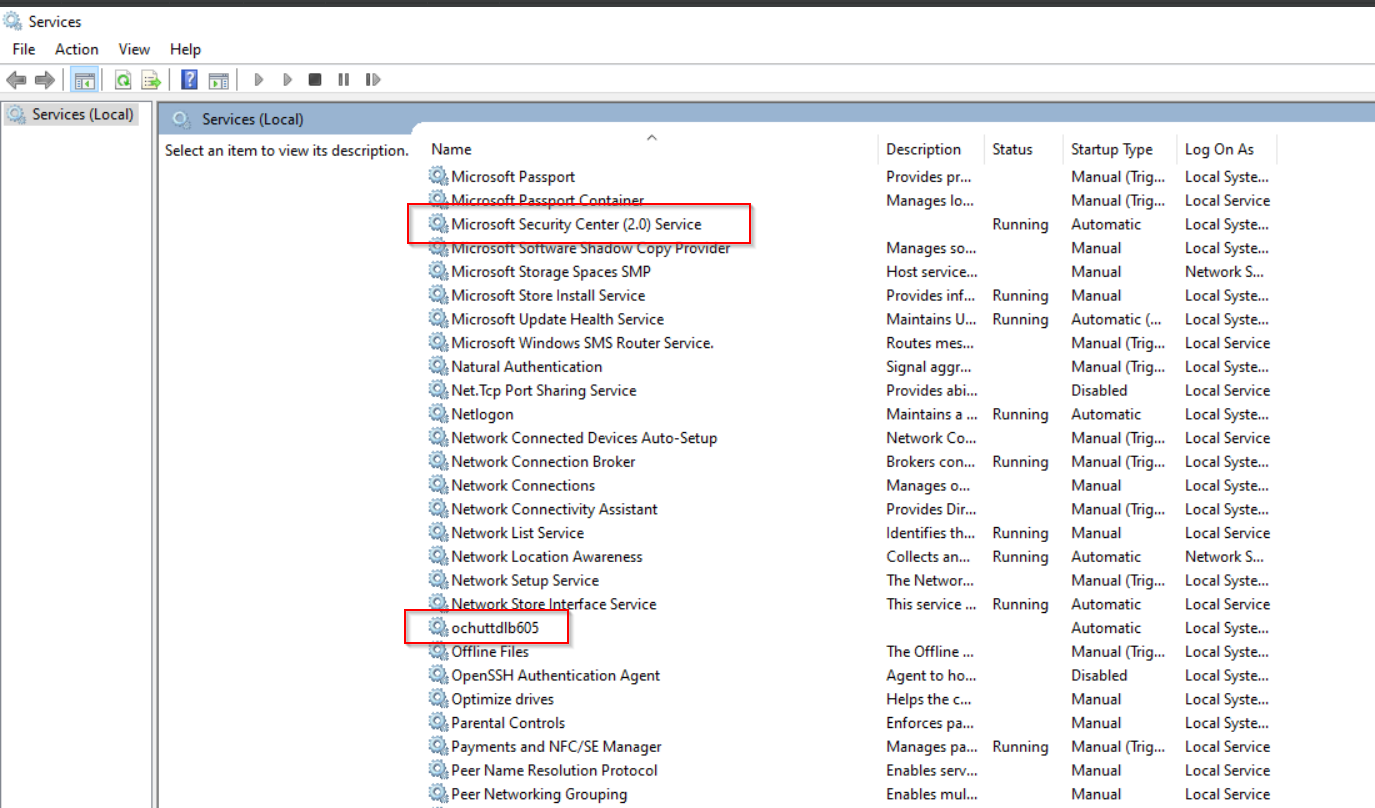 Services
File Action View Help
Services (Local)
Services (Local)
Select an item to view its description.
Name Description Status Startup Type Log On As
Microsoft Passport Provides pr... Manual (Trig... Local Syste...
Microsoft Passport Container Manages lo... Manual (Trig... Local Service
Microsoft Security Center (2.0) Service Running Automatic Local Syste...
Microsoft Software Shadow Copy Provider Manages so... Manual Local Syste...
Microsoft Storage Spaces SMP Host service... Manual Network S...
Microsoft Store Install Service Provides inf... Running Manual Local Syste...
Microsoft Update Health Service Maintains U... Running Automatic (... Local Syste...
Microsoft Windows SMS Router Service. Routes mes... Manual (Trig... Local Service
Natural Authentication Signal aggr... Manual (Trig... Local Syste...
Net.Tcp Port Sharing Service Provides abi... Disabled Local Service
Netlogon Maintains a ... Running Automatic Local Syste...
Network Connected Devices Auto-Setup Network Co... Manual (Trig... Local Service
Network Connection Broker Brokers con... Running Manual (Trig... Local Syste...
Network Connections Manages o... Manual Local Syste...
Network Connectivity Assistant Provides Dir... Manual (Trig... Local Syste...
Network List Service Identifies th... Running Manual Local Service
Network Location Awareness Collects an... Running Automatic Network S...
Network Setup Service The Networ... Manual (Trig... Local Syste...
Network Store Interface Service This service ... Running Automatic Local Service
ochuttdlb605 Automatic Local Syste...
Offline Files The Offline ... Manual (Trig... Local Syste...
OpenSSH Authentication Agent Agent to ho... Disabled Local Syste...
Optimize drives Helps the c... Manual Local Syste...
Parental Controls Enforces pa... Manual Local Syste...
Payments and NFC/SE Manager Manages pa... Running Manual (Trig... Local Service
Peer Name Resolution Protocol Enables serv... Manual Local Service
Peer Networking Grouping Enables mul... Manual Local Service